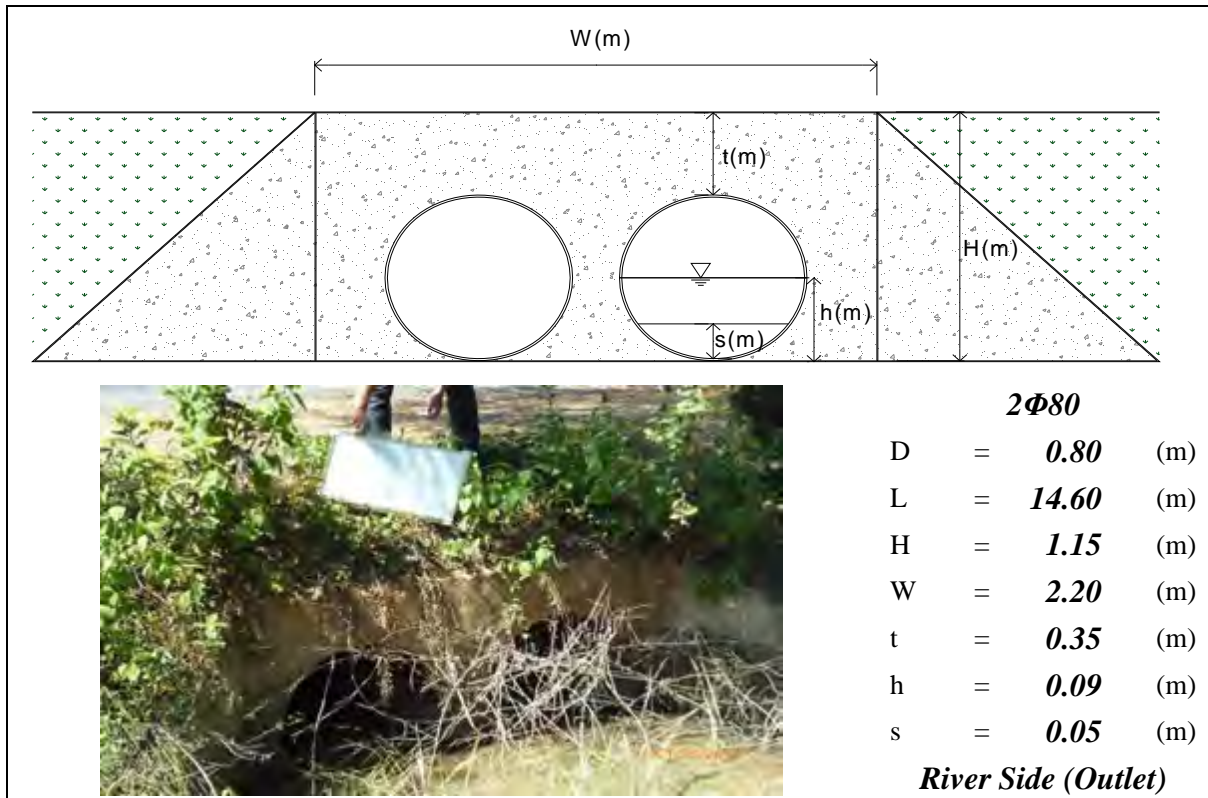 W(m)
t(m)
H(m)
h(m)
s(m)
2Φ80
D = 0.80 (m)
L = 14.60 (m)
H = 1.15 (m)
W = 2.20 (m)
t = 0.35 (m)
h = 0.09 (m)
s = 0.05 (m)
River Side (Outlet)